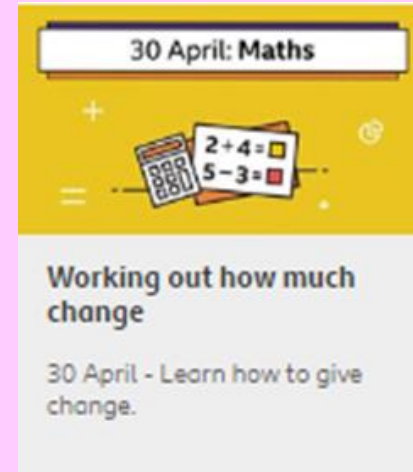 30 April: Maths
2+4=
5-3=
Working out how much
change
30 April - Learn how to give
change.